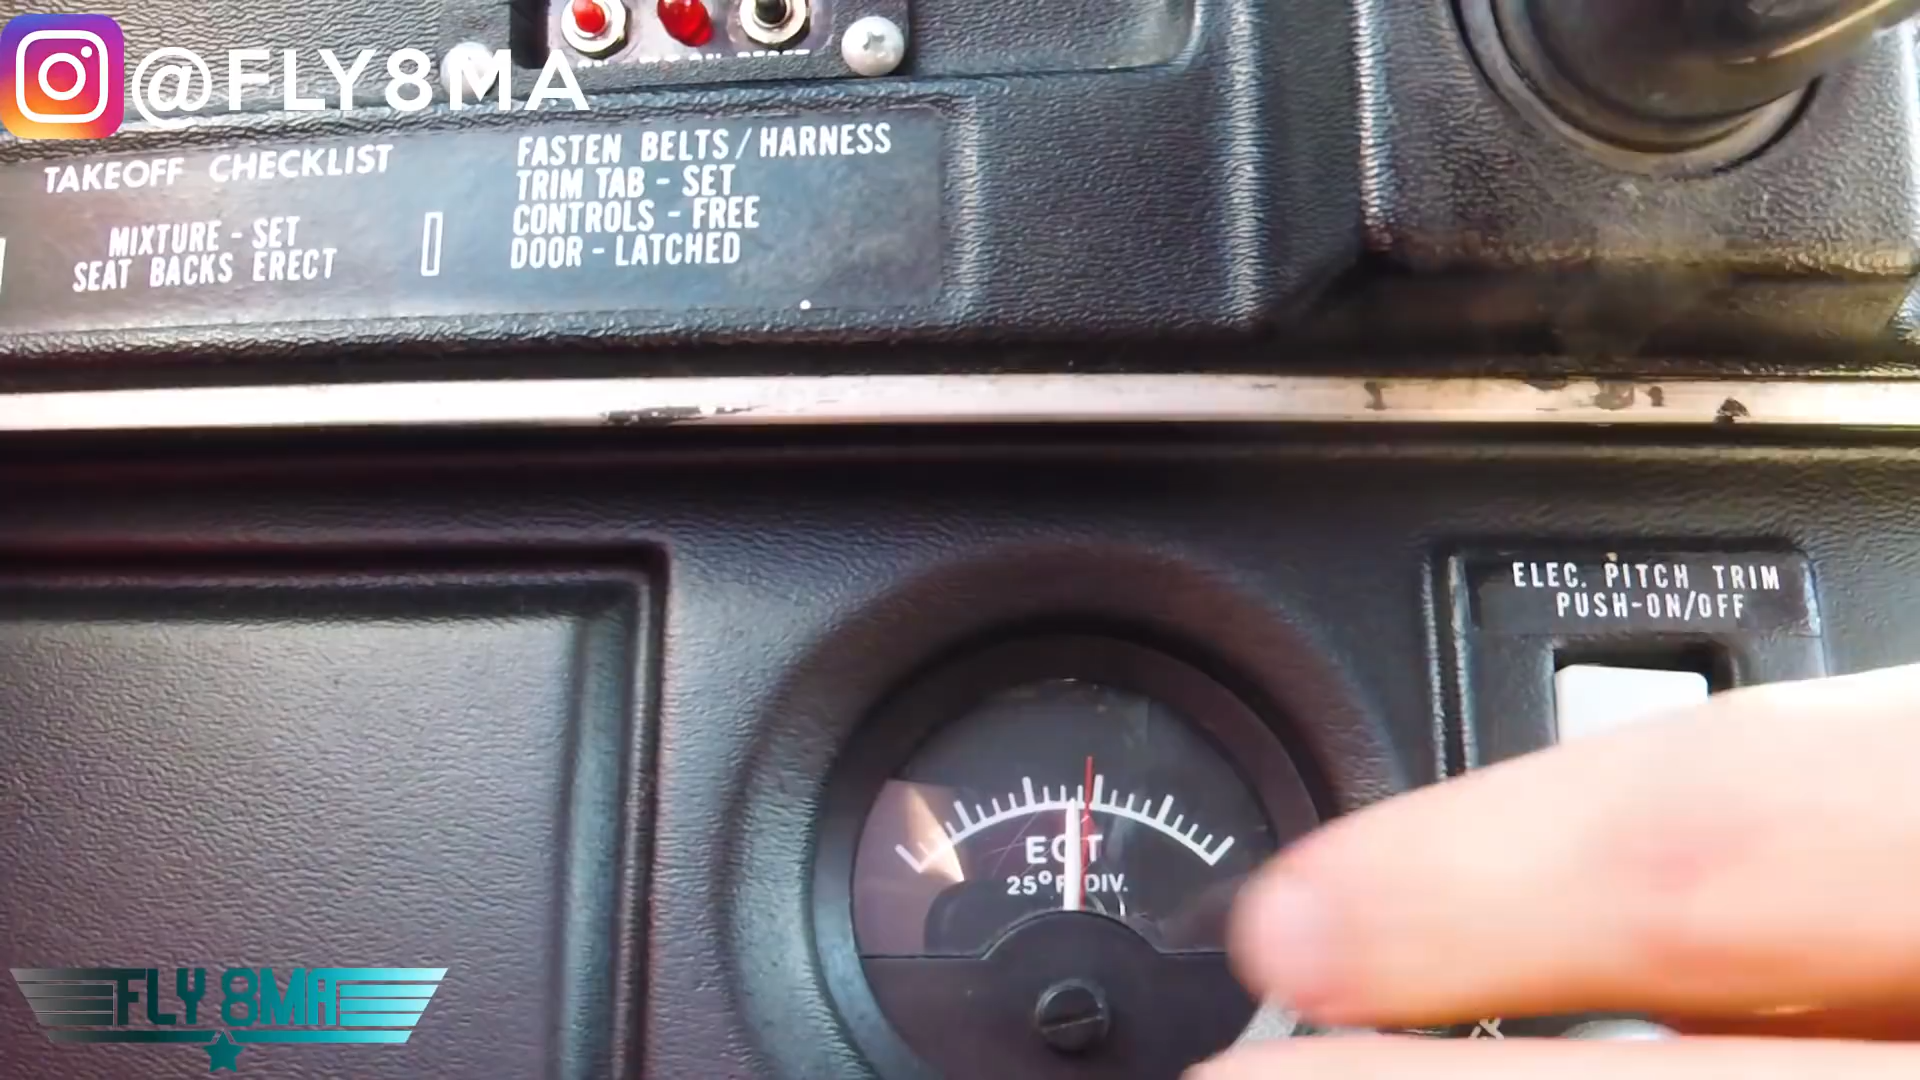 @FLY8MA
TAKEOFF CHECKLIST
MIXTURE - SET
SEAT BACKS ERECT
FASTEN BELTS / HARNESS
TRIM TAB - SET
CONTROLS - FREE
DOOR - LATCHED
ELEC. PITCH TRIM
PUSH-ON/OFF
EGT
25°F DIV.
FLY 8MA